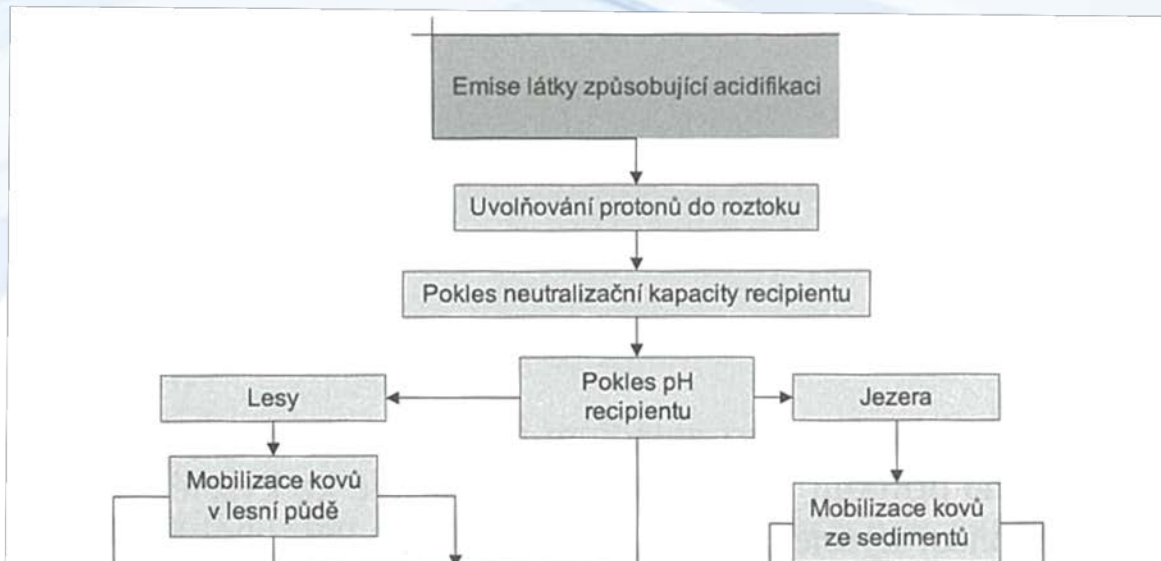 Emise látky způsobující acidifikaci
Uvolňování protonů do roztoku
Pokles neutralizační kapacity recipientu
Pokles pH
recipientu
Lesy
Jezera
Mobilizace kovů
v lesní půdě
Mobilizace kovů
ze sedimentů